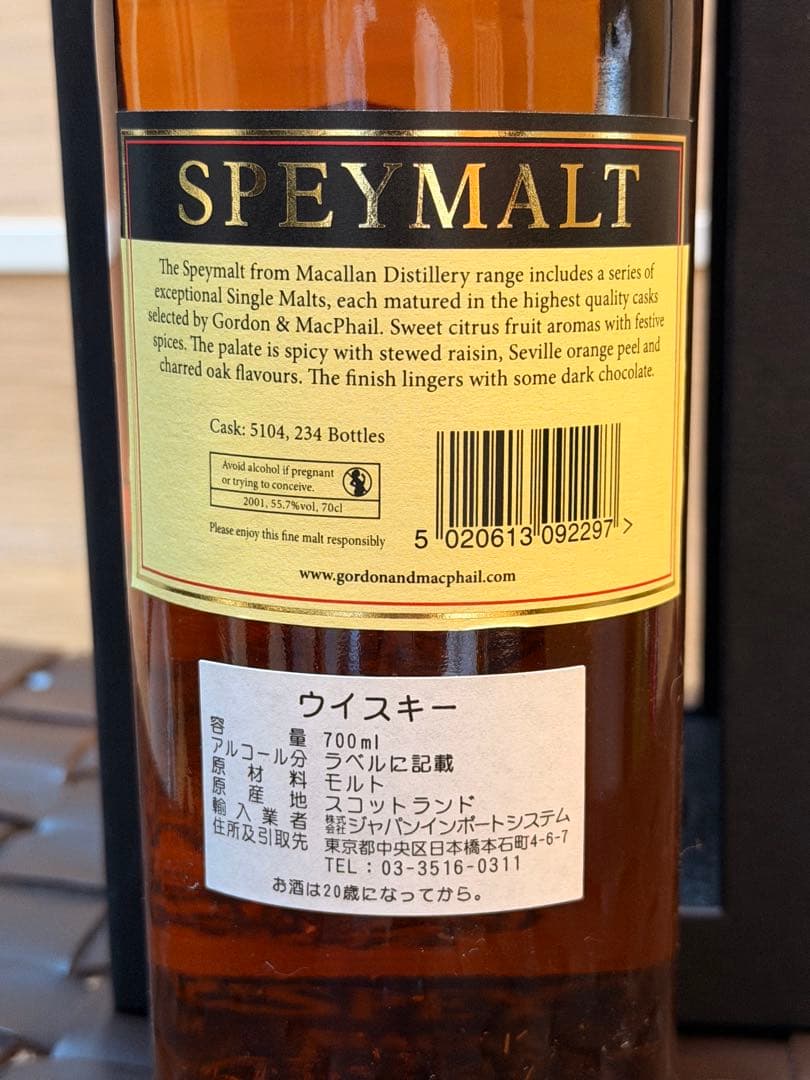 SPEYMALT
The Speymalt from Macallan Distillery range includes a series of
exceptional Single Malts, each matured in the highest quality casks
selected by Gordon & MacPhail. Sweet citrus fruit aromas with festive
spices. The palate is spicy with stewed raisin, Seville orange peel and
charred oak flavours. The finish lingers with some dark chocolate.
Cask: 5104, 234 Bottles
Avoid alcohol if pregnant
or trying to conceive.
2001, 55.7%vol, 70cl
Please enjoy this fine malt responsibly
5 020613 092297 >
www.gordonandmacphail.com
ウイスキー
容量 700ml
アルコール分 ラベルに記載
原材料 モルト
原産地 スコットランド
輸入業者 株式会社ジャパンインポートシステム
住所及引取先 東京都中央区日本橋本石町4-6-7
TEL：03-3516-0311
お酒は20歳になってから。